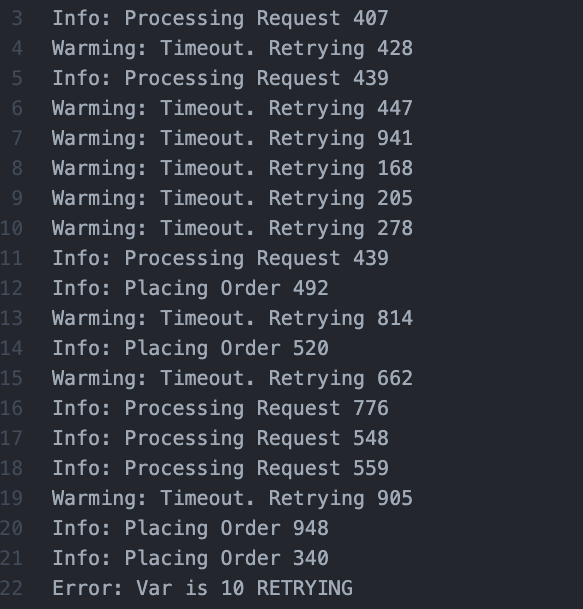 3 Info: Processing Request 407
4 Warming: Timeout. Retrying 428
5 Info: Processing Request 439
6 Warming: Timeout. Retrying 447
7 Warming: Timeout. Retrying 941
8 Warming: Timeout. Retrying 168
9 Warming: Timeout. Retrying 205
10 Warming: Timeout. Retrying 278
11 Info: Processing Request 439
12 Info: Placing Order 492
13 Warming: Timeout. Retrying 814
14 Info: Placing Order 520
15 Warming: Timeout. Retrying 662
16 Info: Processing Request 776
17 Info: Processing Request 548
18 Info: Processing Request 559
19 Warming: Timeout. Retrying 905
20 Info: Placing Order 948
21 Info: Placing Order 340
22 Error: Var is 10 RETRYING